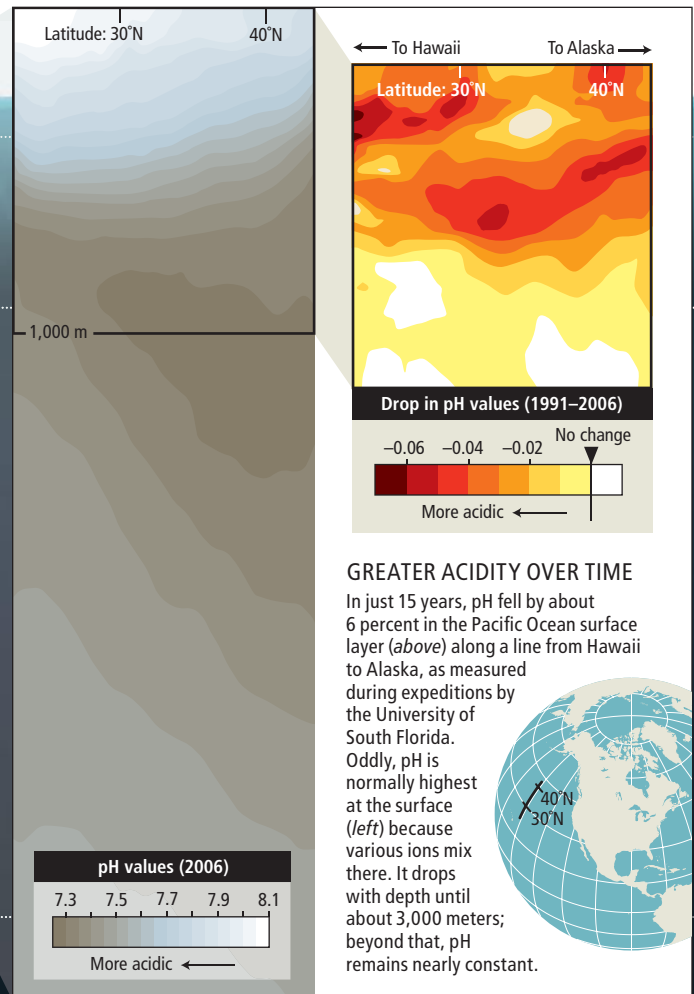 Latitude: 30°N 40°N
1,000 m
pH values (2006)
7.3 7.5 7.7 7.9 8.1
More acidic
To Hawaii To Alaska
Latitude: 30°N 40°N
Drop in pH values (1991–2006)
No change
–0.06 –0.04 –0.02
More acidic
GREATER ACIDITY OVER TIME
In just 15 years, pH fell by about
6 percent in the Pacific Ocean surface
layer (above) along a line from Hawaii
to Alaska, as measured
during expeditions by
the University of
South Florida.
Oddly, pH is
normally highest
at the surface
(left) because
various ions mix
there. It drops
with depth until
about 3,000 meters;
beyond that, pH
remains nearly constant.
40°N
30°N